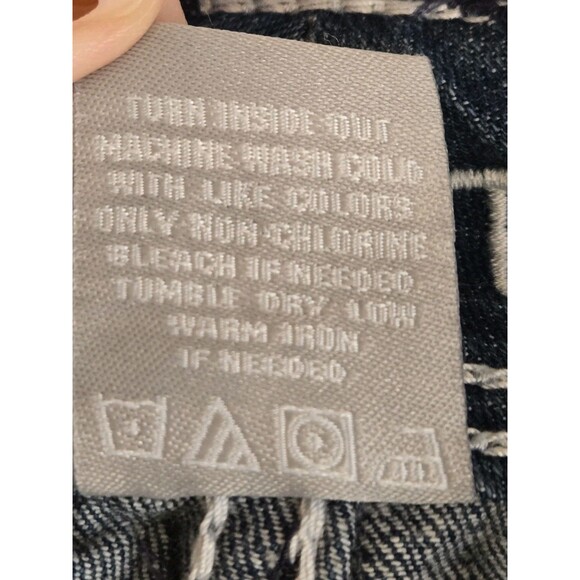 TURN INSIDE OUT
MACHINE WASH COLD
WITH LIKE COLORS
ONLY NON-CHLORINE
BLEACH IF NEEDED
TUMBLE DRY LOW
WARM IRON
IF NEEDED